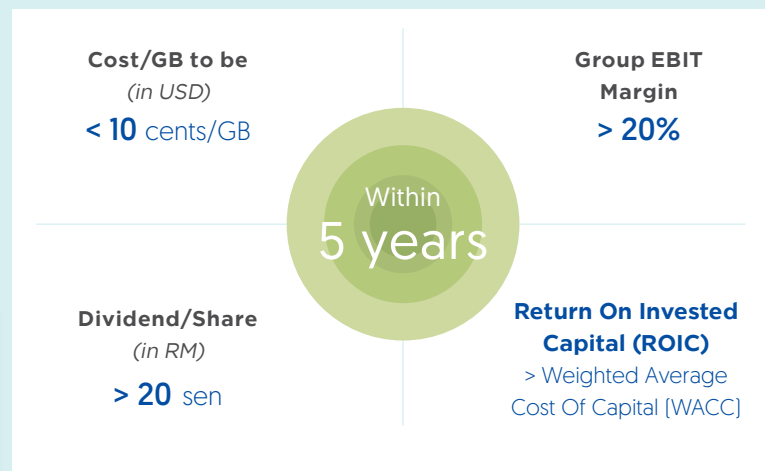 Cost/GB to be
(in USD)
< 10 cents/GB
Group EBIT
Margin
> 20%
Within
5 years
Dividend/Share
(in RM)
> 20 sen
Return On Invested
Capital (ROIC)
> Weighted Average
Cost Of Capital (WACC)